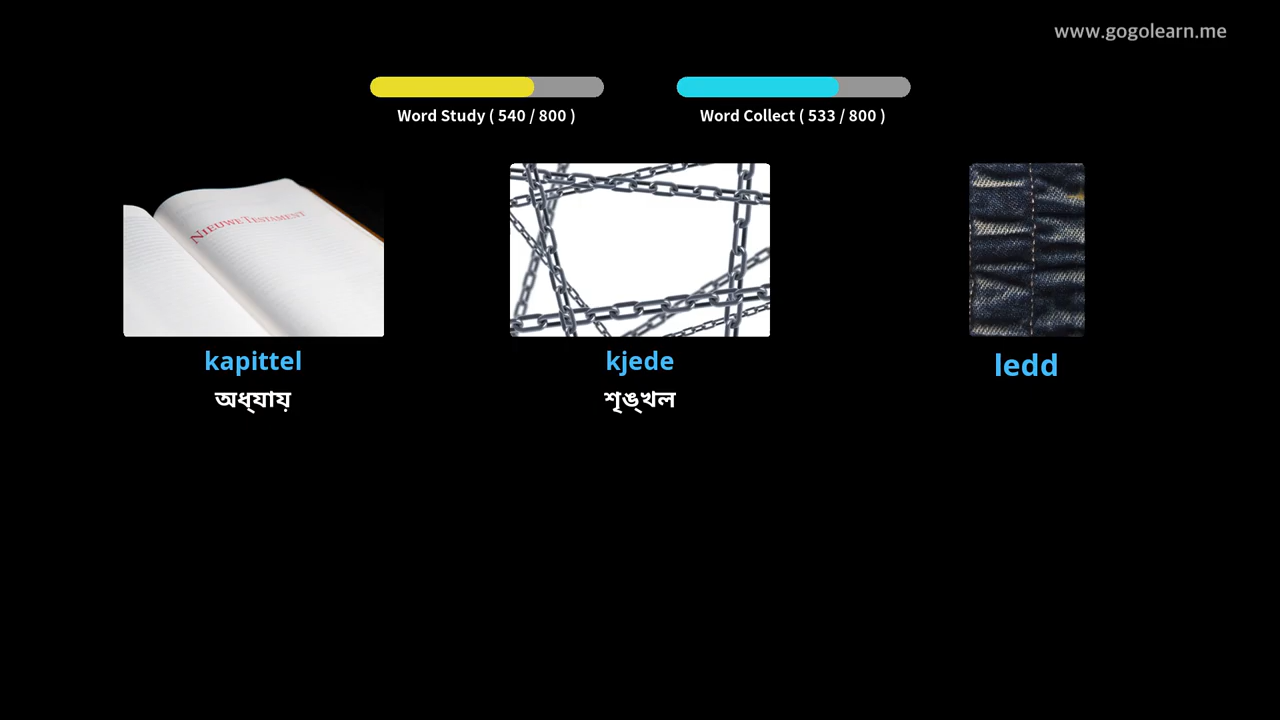 www.gogolearn.me
Word Study ( 540 / 800 )
Word Collect ( 533 / 800 )
NIEUWE TESTAMENT
kapittel
kjede
ledd
অধ্যায়
শৃঙ্খল